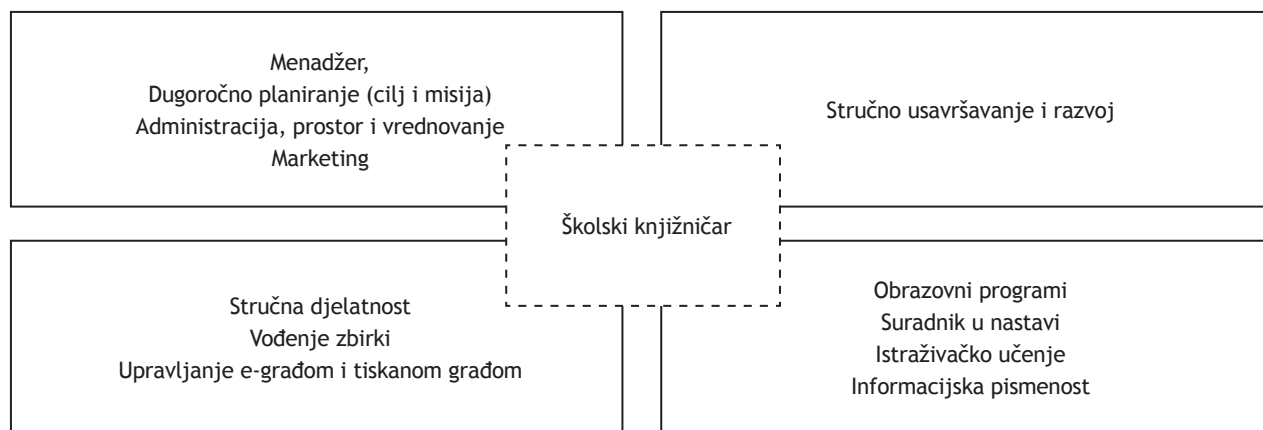 Menadžer,
Dugoročno planiranje (cilj i misija)
Administracija, prostor i vrednovanje
Marketing
Stručno usavršavanje i razvoj
Školski knjižničar
Stručna djelatnost
Vođenje zbirki
Upravljanje e-građom i tiskanom građom
Obrazovni programi
Suradnik u nastavi
Istraživačko učenje
Informacijska pismenost